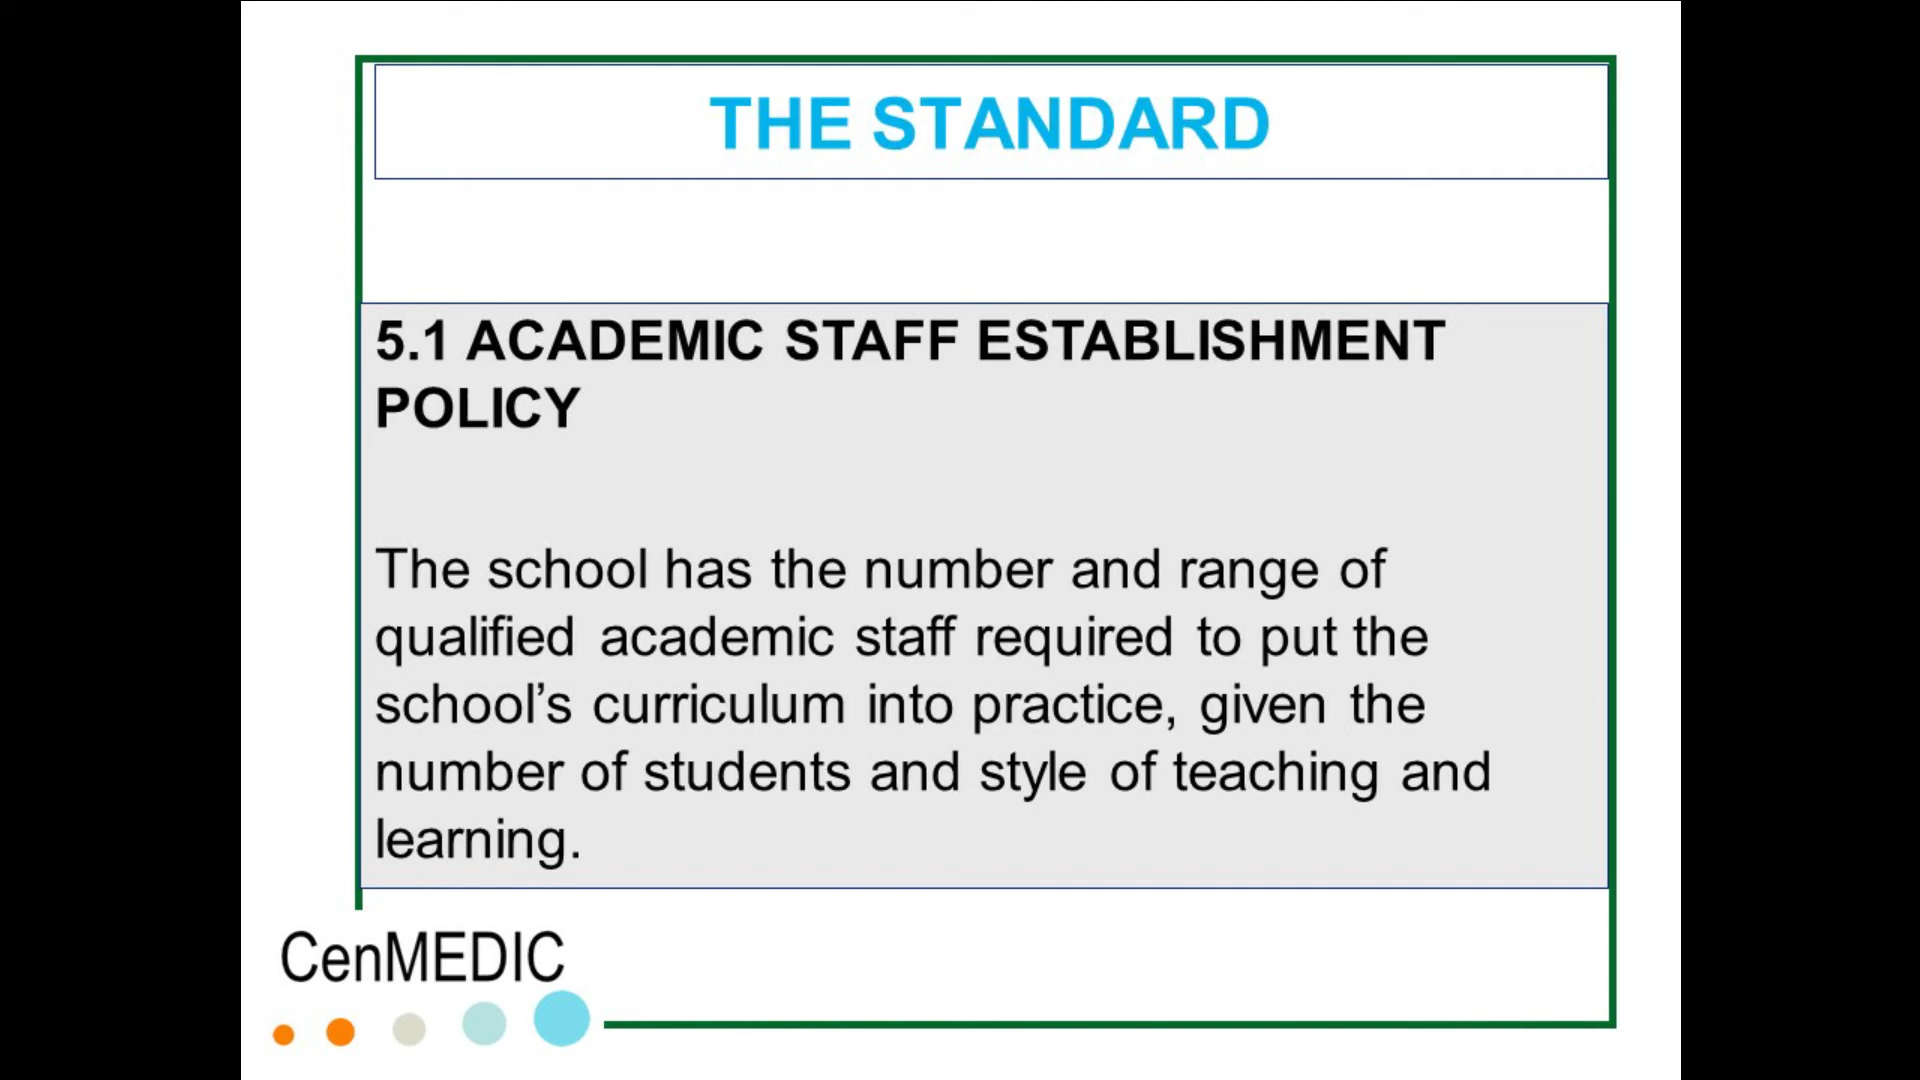 THE STANDARD
5.1 ACADEMIC STAFF ESTABLISHMENT
POLICY
The school has the number and range of
qualified academic staff required to put the
school’s curriculum into practice, given the
number of students and style of teaching and
learning.
CenMEDIC